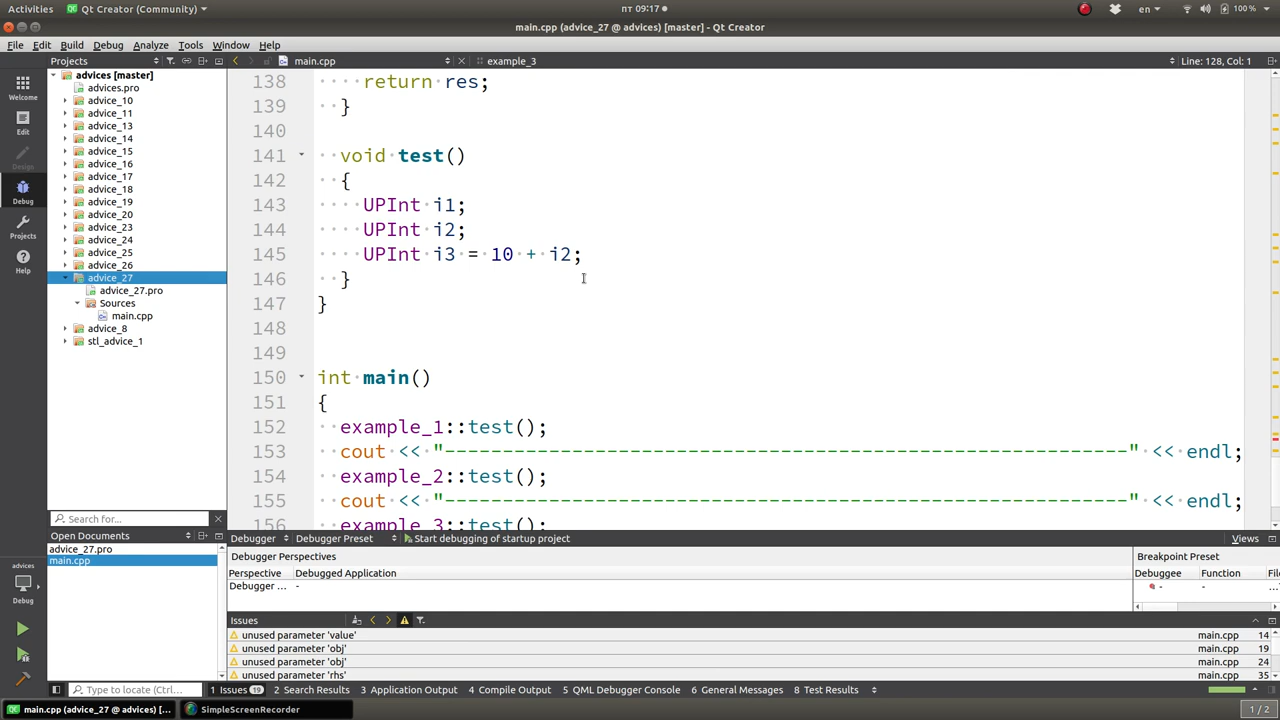 Activities Qt Creator (Community) пт 09:17 en 100 %
main.cpp (advice_27 @ advices) [master] - Qt Creator
File Edit Build Debug Analyze Tools Window Help
Projects main.cpp example_3 Line: 128, Col: 1
advices [master]
advices.pro
advice_10
advice_11
advice_13
advice_14
advice_15
advice_16
advice_17
advice_18
advice_19
advice_20
advice_23
advice_24
advice_25
advice_26
advice_27
advice_27.pro
Sources
main.cpp
advice_8
stl_advice_1
Welcome
Edit
Design
Debug
Projects
Help
138 return res;
139 }
140
141 void test()
142 {
143 UPInt i1;
144 UPInt i2;
145 UPInt i3 = 10 + i2;
146 }
147 }
148
149
150 int main()
151 {
152 example_1::test();
153 cout << "-----------------------------------------------------------" << endl;
154 example_2::test();
155 cout << "-----------------------------------------------------------" << endl;
156 example_3::test();
Search for...
Open Documents
advice_27.pro
main.cpp
advices
Debug
Debugger Debugger Preset Start debugging of startup project Views
Debugger Perspectives Breakpoint Preset
Perspective Debugged Application Debuggee Function Fil
Debugger ... - - - ...
Issues
unused parameter 'value' main.cpp 14
unused parameter 'obj' main.cpp 19
unused parameter 'obj' main.cpp 24
unused parameter 'rhs' main.cpp 35
Type to locate (Ctrl+... 1 Issues 19 2 Search Results 3 Application Output 4 Compile Output 5 QML Debugger Console 6 General Messages 8 Test Results
main.cpp (advice_27 @ advices) [... SimpleScreenRecorder 1 / 2